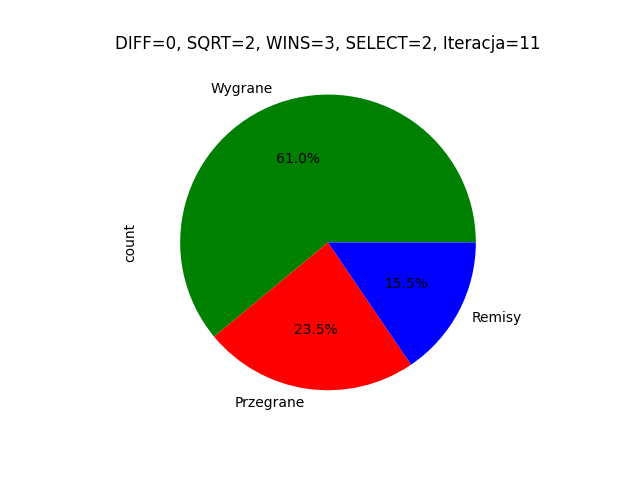 DIFF=0, SQRT=2, WINS=3, SELECT=2, Iteracja=11
Wygrane
61.0%
count
15.5%
Remisy
23.5%
Przegrane